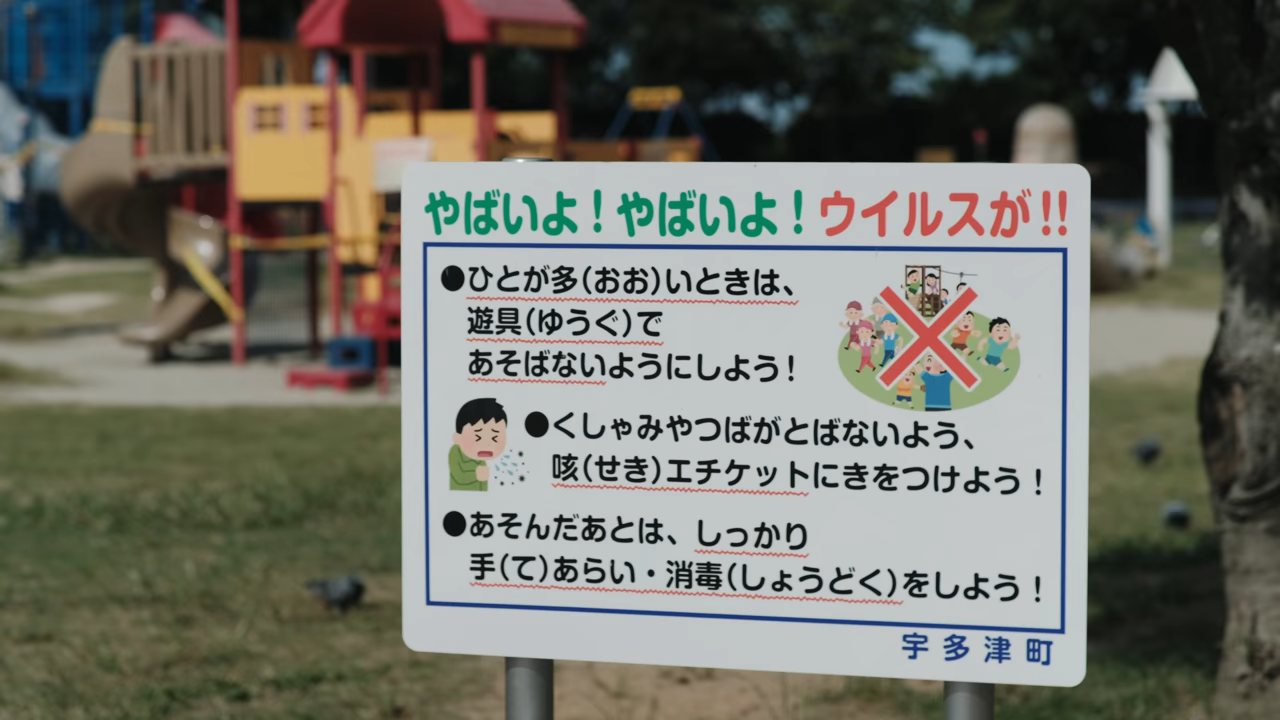 やばいよ！やばいよ！ウイルスが!!
●ひとが多(おお)いときは、
遊具(ゆうぐ)で
あそばないようにしよう！
●くしゃみやつばがとばないよう、
咳(せき)エチケットにきをつけよう！
●あそんだあとは、しっかり
手(て)あらい・消毒(しょうどく)をしよう！
宇多津町